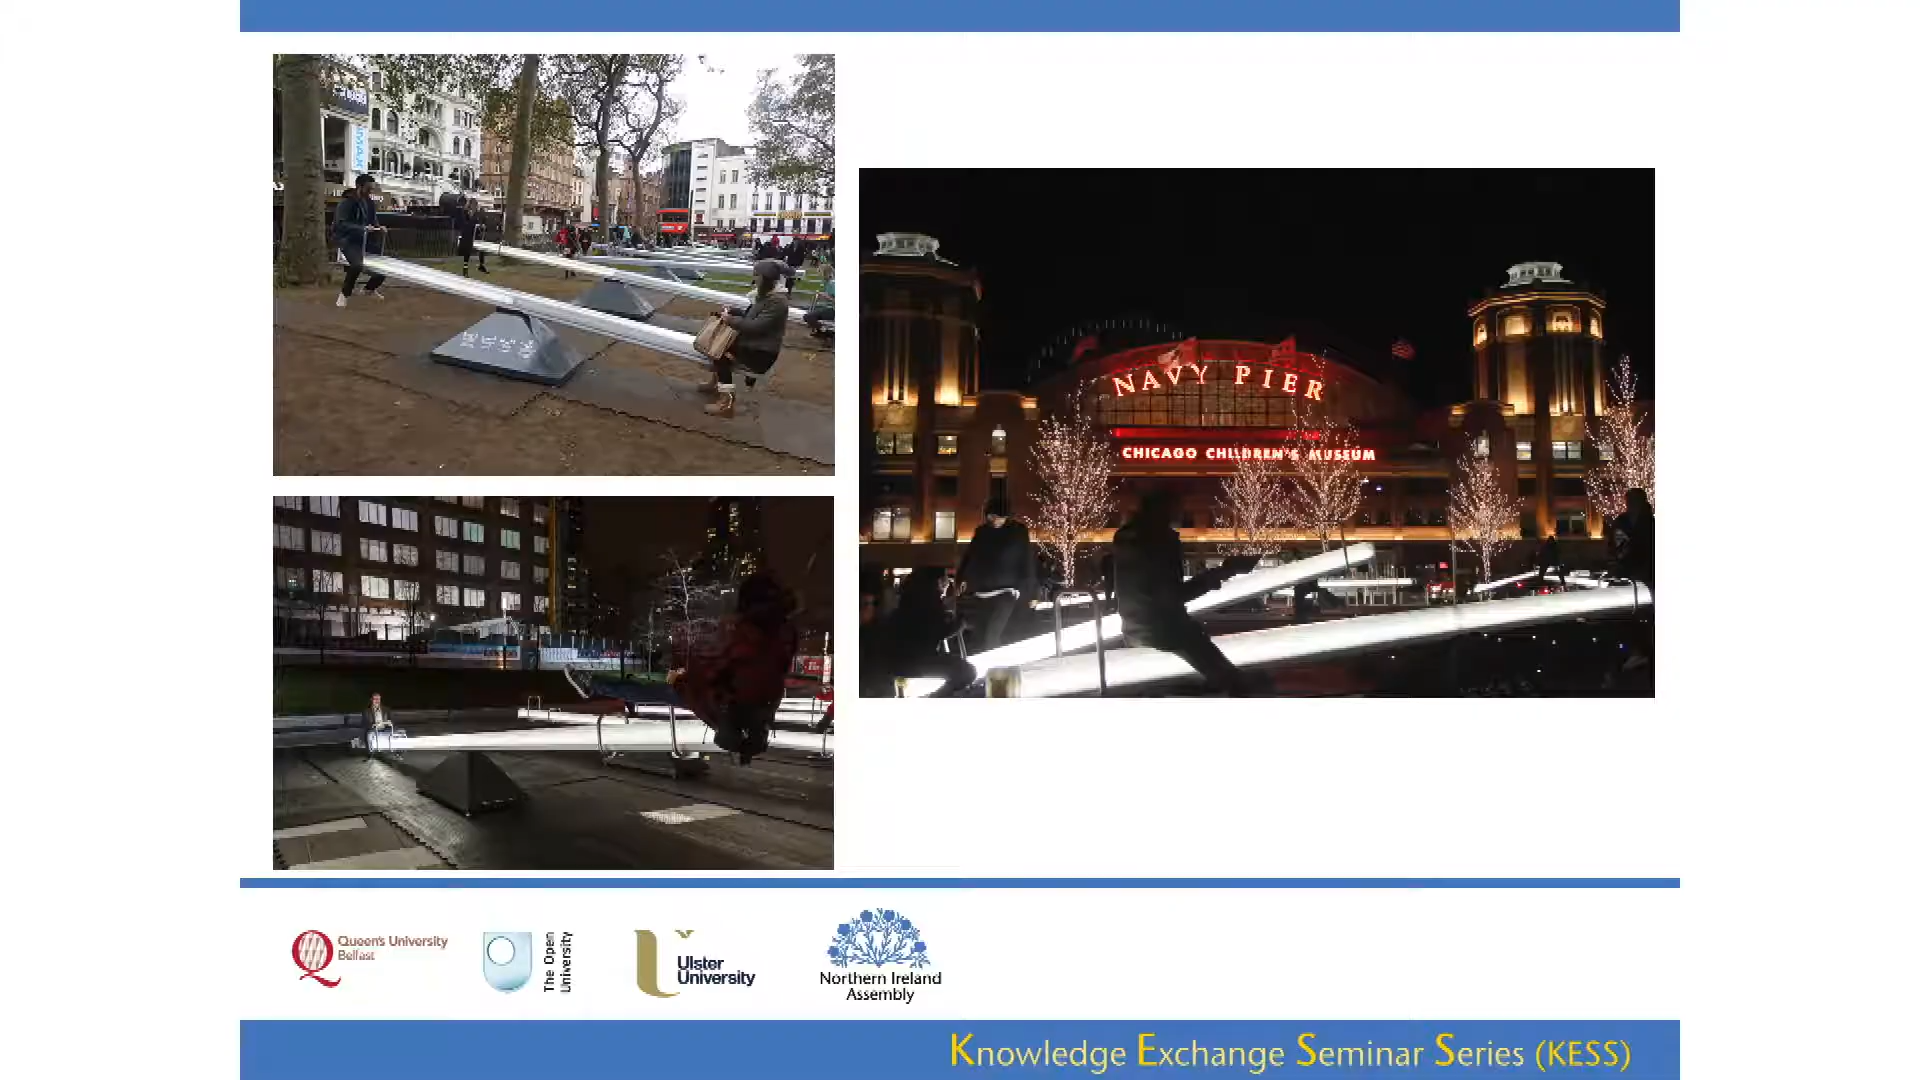 IMAX
NAVY PIER
CHICAGO CHILDREN'S MUSEUM
Queen's University
Belfast
The Open
University
Ulster
University
Northern Ireland
Assembly
Knowledge Exchange Seminar Series (KESS)